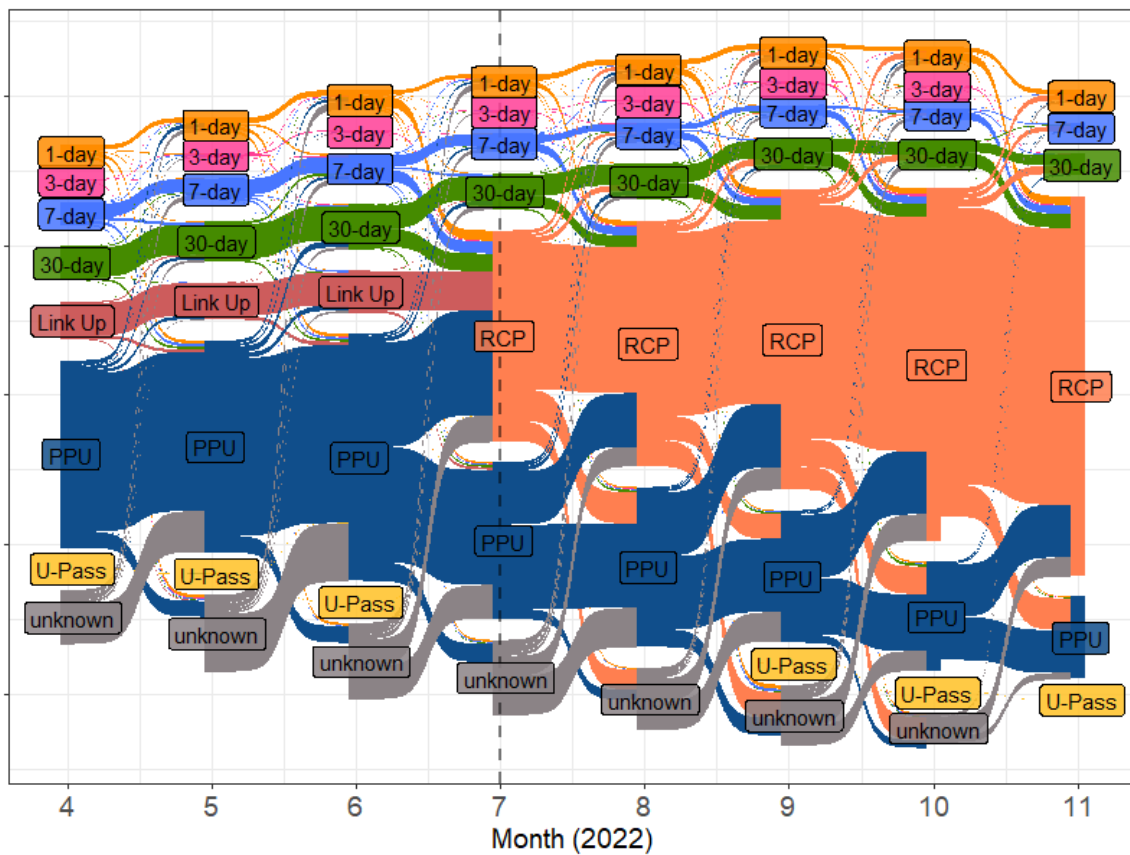 1-day
3-day
7-day
30-day
Link Up
PPU
U-Pass
unknown
1-day
3-day
7-day
30-day
Link Up
PPU
U-Pass
unknown
1-day
3-day
7-day
30-day
Link Up
PPU
U-Pass
unknown
1-day
3-day
7-day
30-day
RCP
PPU
unknown
1-day
3-day
7-day
30-day
RCP
PPU
unknown
1-day
3-day
7-day
30-day
RCP
PPU
U-Pass
unknown
1-day
3-day
7-day
30-day
RCP
PPU
U-Pass
unknown
1-day
7-day
30-day
RCP
PPU
U-Pass
4 5 6 7 8 9 10 11
Month (2022)